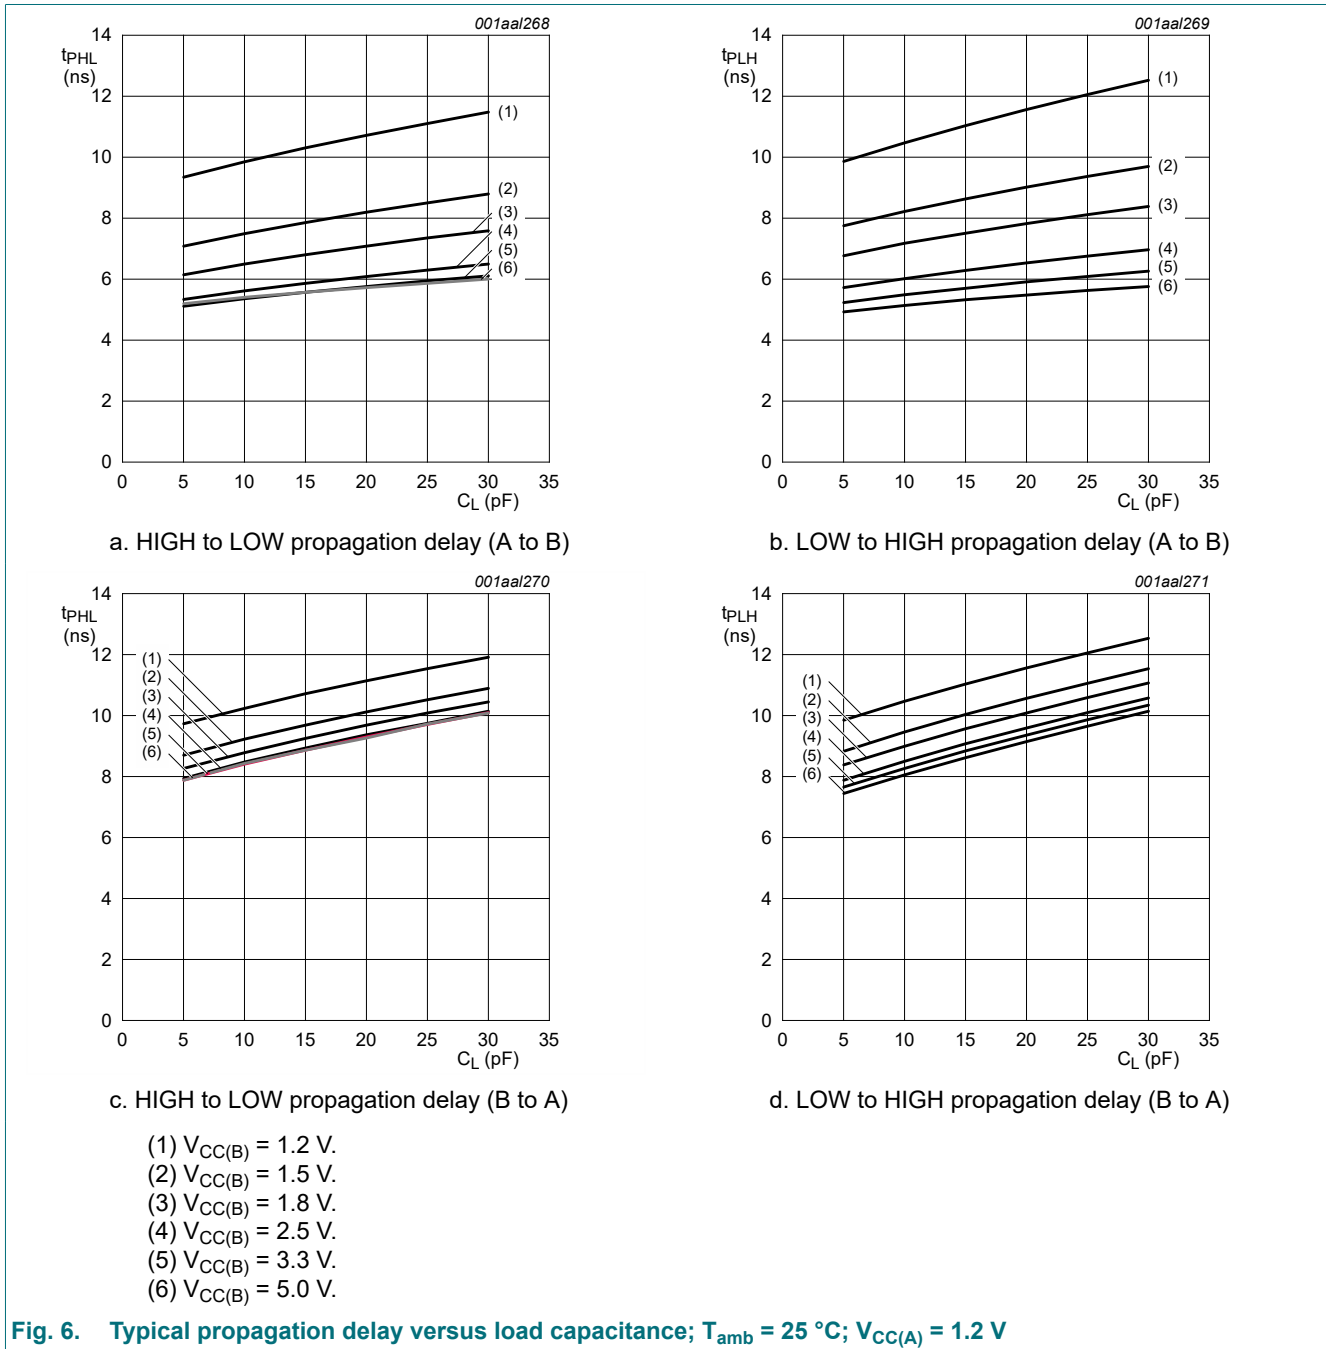 001aal268
14
tPHL
(ns)
12
10
8
6
4
2
0
(1)
(2)
(3)
(4)
(5)
(6)
0 5 10 15 20 25 30 35
CL (pF)
a. HIGH to LOW propagation delay (A to B)
001aal269
14
tPLH
(ns)
12
10
8
6
4
2
0
(1)
(2)
(3)
(4)
(5)
(6)
0 5 10 15 20 25 30 35
CL (pF)
b. LOW to HIGH propagation delay (A to B)
001aal270
14
tPHL
(ns)
12
10
8
6
4
2
0
(1)
(2)
(3)
(4)
(5)
(6)
0 5 10 15 20 25 30 35
CL (pF)
c. HIGH to LOW propagation delay (B to A)
001aal271
14
tPLH
(ns)
12
10
8
6
4
2
0
(1)
(2)
(3)
(4)
(5)
(6)
0 5 10 15 20 25 30 35
CL (pF)
d. LOW to HIGH propagation delay (B to A)
(1) VCC(B) = 1.2 V.
(2) VCC(B) = 1.5 V.
(3) VCC(B) = 1.8 V.
(4) VCC(B) = 2.5 V.
(5) VCC(B) = 3.3 V.
(6) VCC(B) = 5.0 V.
Fig. 6. Typical propagation delay versus load capacitance; Tamb = 25 °C; VCC(A) = 1.2 V